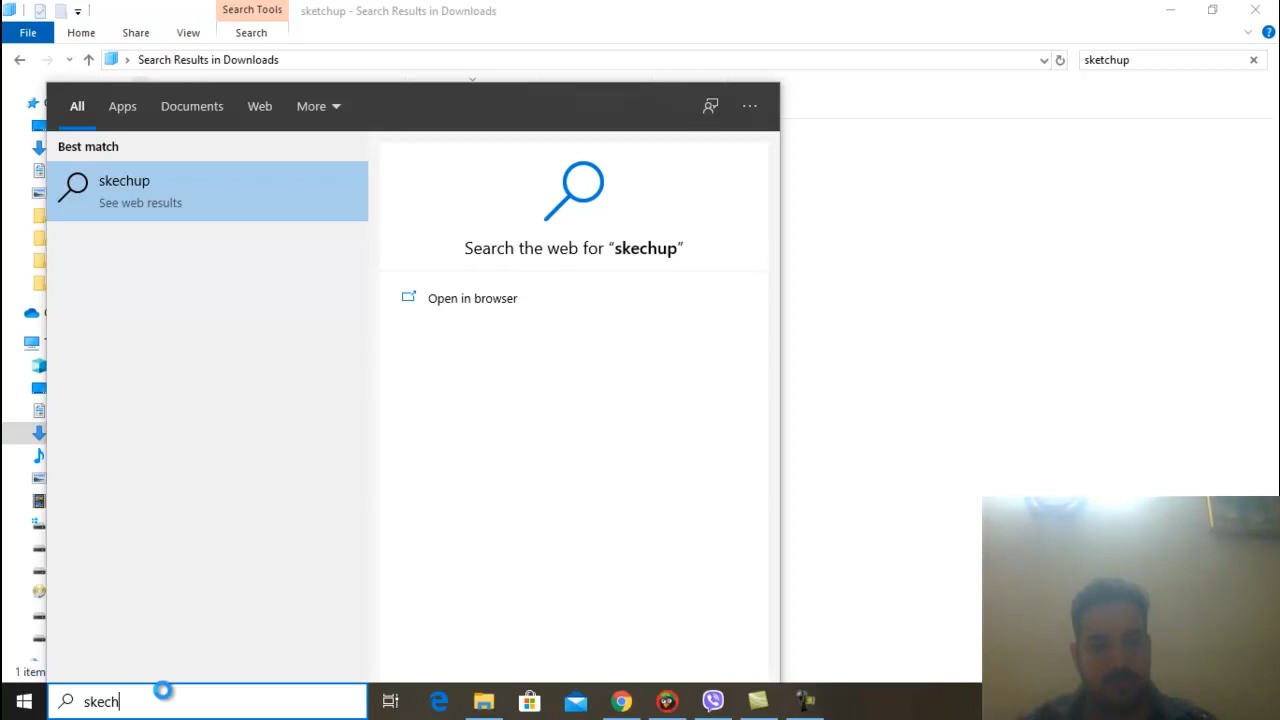 Search Tools
sketchup - Search Results in Downloads
File
Home
Share
View
Search
Search Results in Downloads
sketchup
All
Apps
Documents
Web
More
Best match
skechup
See web results
Search the web for “skechup”
Open in browser
1 item
skech